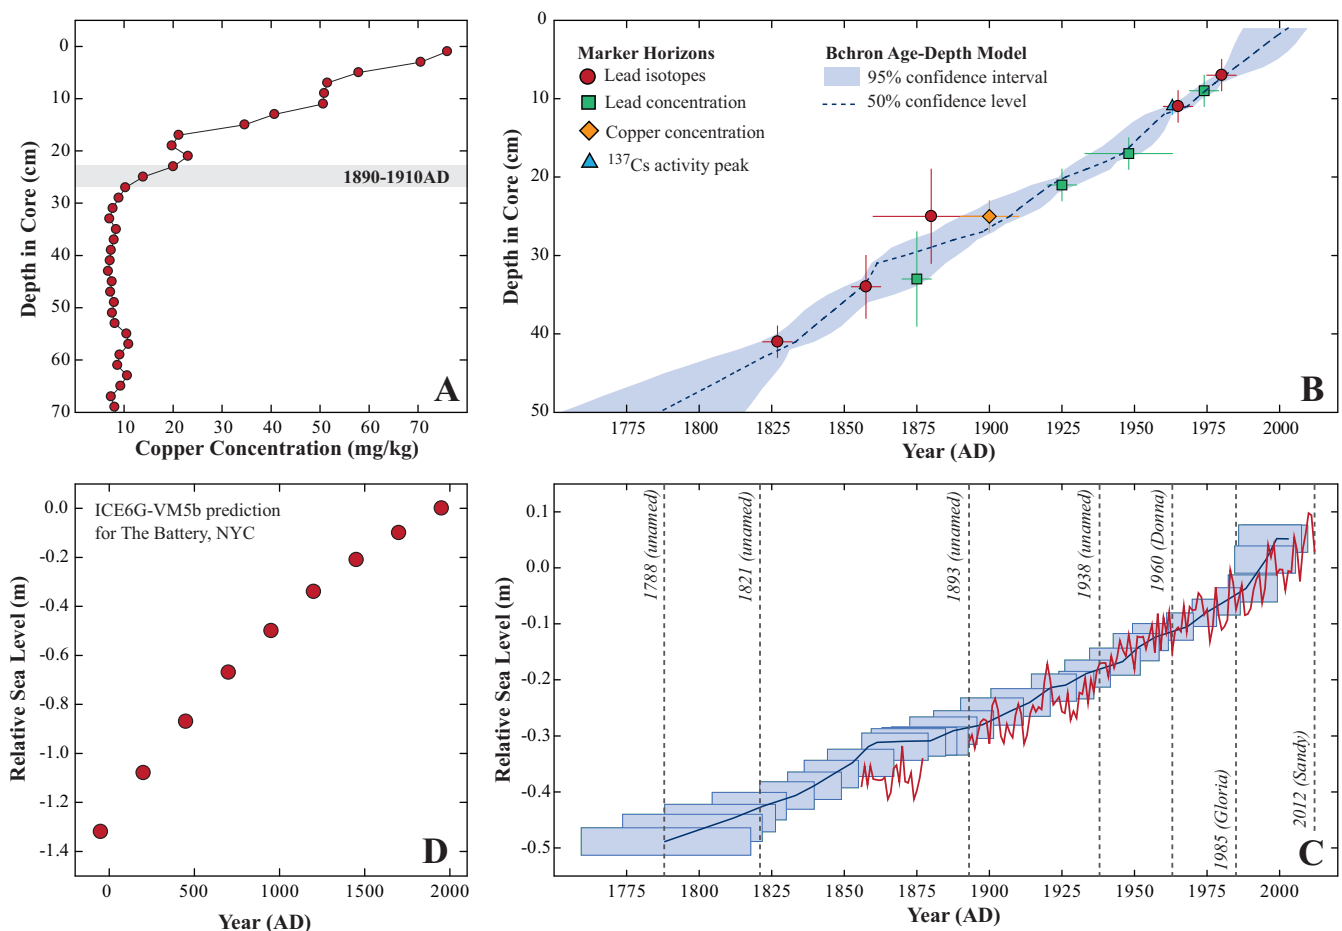 0
10
20
30
40
50
60
70
Depth in Core (cm)
1890-1910AD
A
10
20
30
40
50
60
70
Copper Concentration (mg/kg)
0
10
20
30
40
50
Depth in Core (cm)
Marker Horizons
Lead isotopes
Lead concentration
Copper concentration
137Cs activity peak
Bchron Age-Depth Model
95% confidence interval
50% confidence level
B
1775
1800
1825
1850
1875
1900
1925
1950
1975
2000
Year (AD)
0.0
-0.2
-0.4
-0.6
-0.8
-1.0
-1.2
-1.4
Relative Sea Level (m)
ICE6G-VM5b prediction
for The Battery, NYC
D
0
500
1000
1500
2000
Year (AD)
0.1
0.0
-0.1
-0.2
-0.3
-0.4
-0.5
Relative Sea Level (m)
1788 (unamed)
1821 (unamed)
1893 (unamed)
1938 (unamed)
1960 (Donna)
1985 (Gloria)
2012 (Sandy)
C
1775
1800
1825
1850
1875
1900
1925
1950
1975
2000
Year (AD)